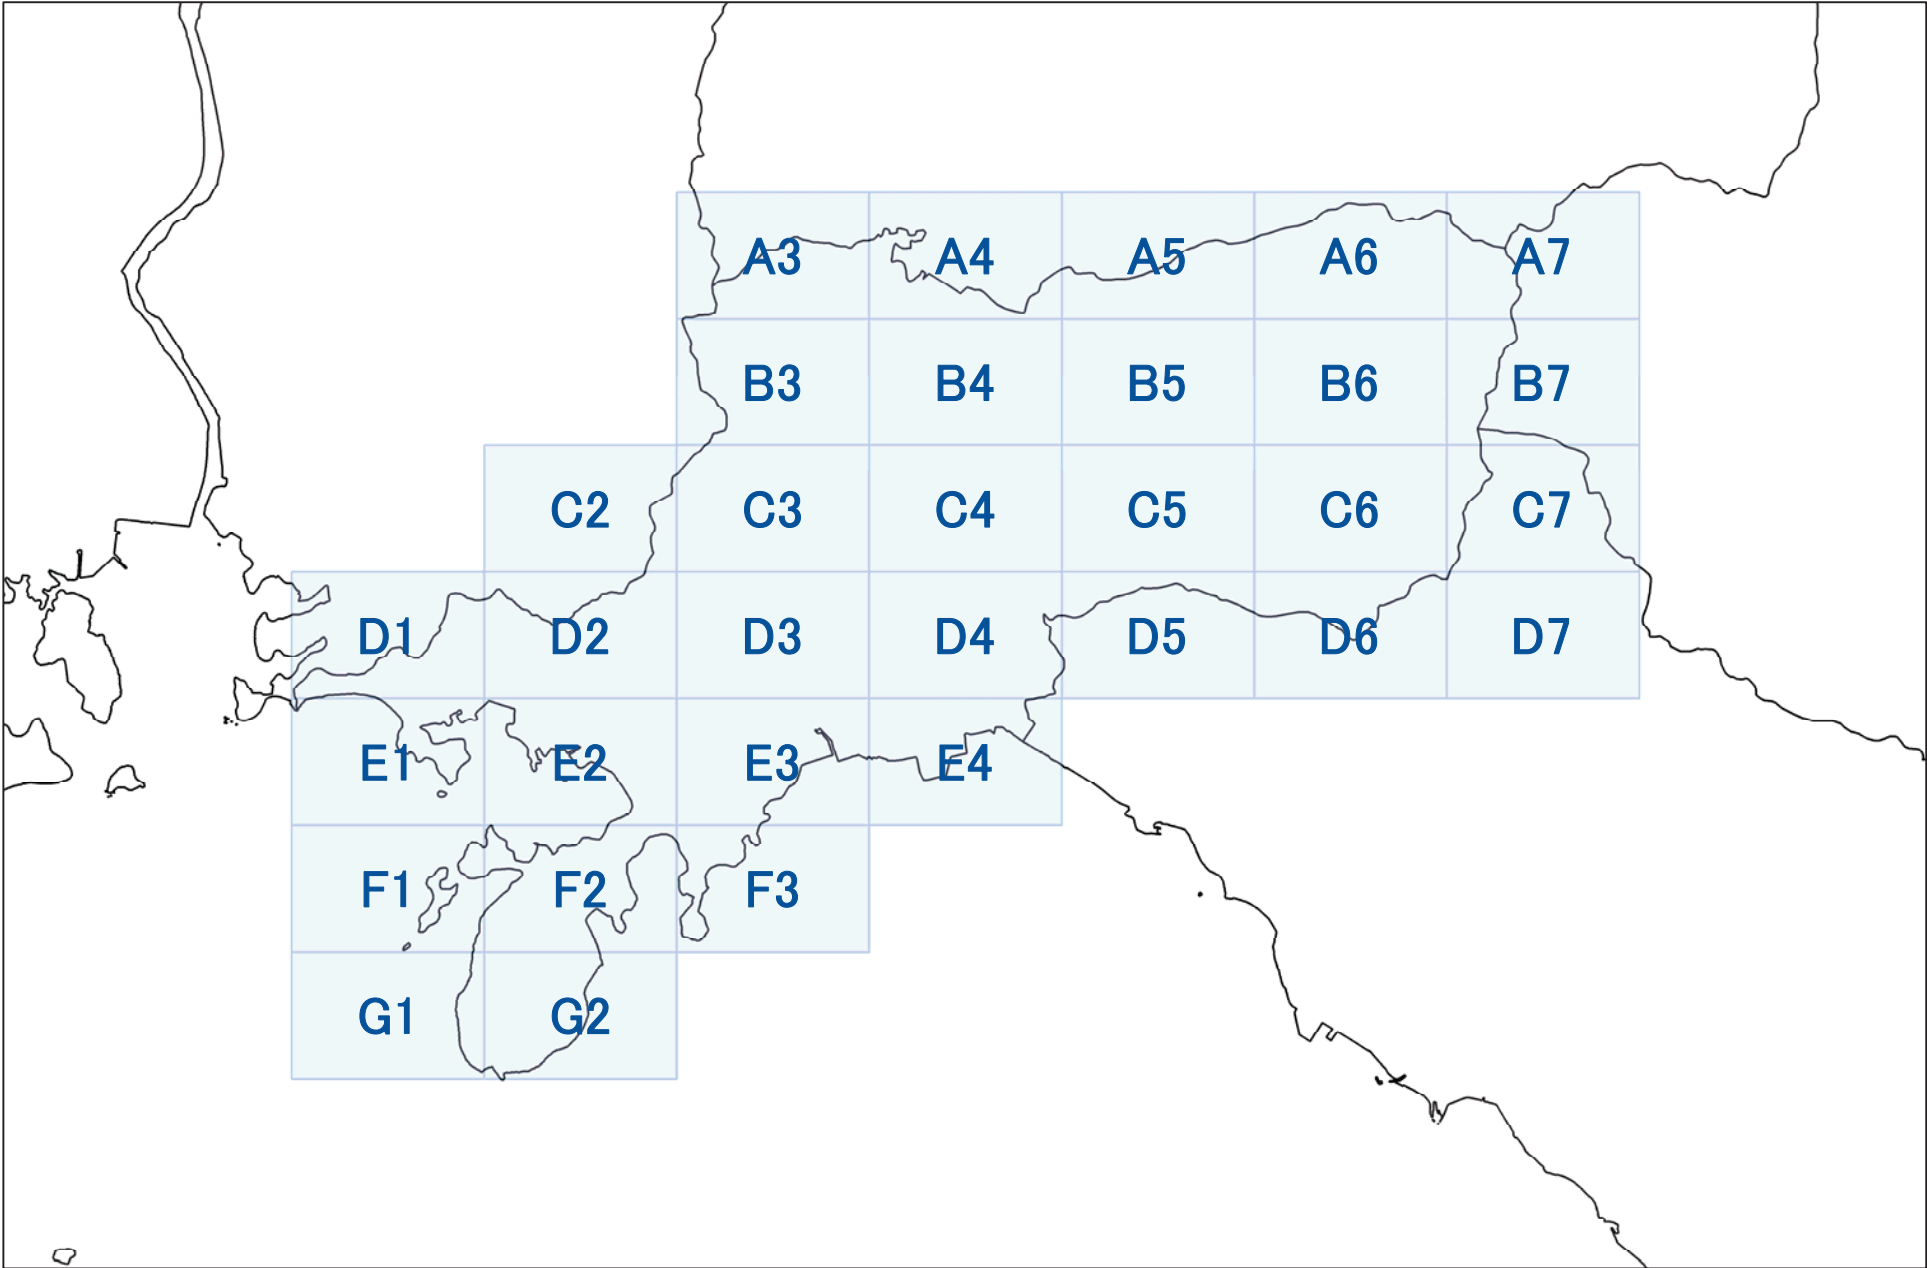 A3 A4 A5 A6 A7
B3 B4 B5 B6 B7
C2 C3 C4 C5 C6 C7
D1 D2 D3 D4 D5 D6 D7
E1 E2 E3 E4
F1 F2 F3
G1 G2